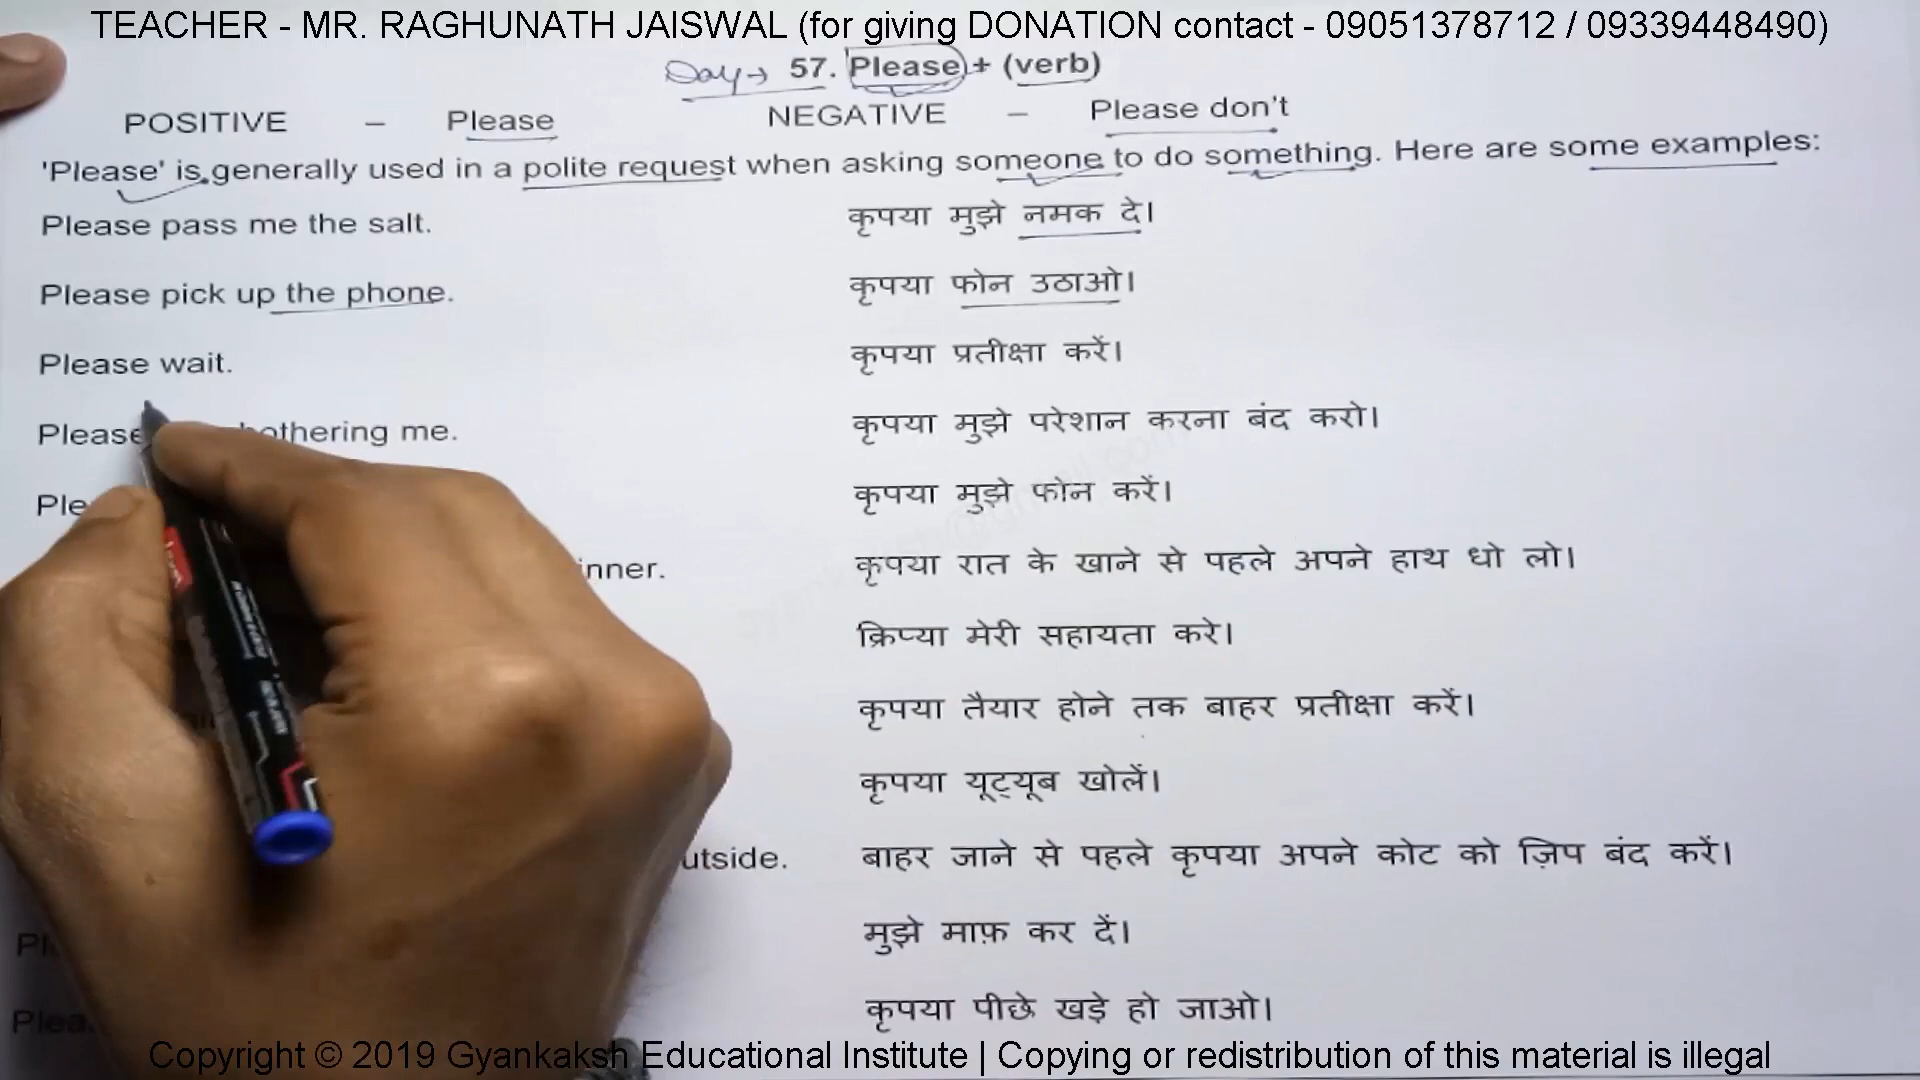 TEACHER - MR. RAGHUNATH JAISWAL (for giving DONATION contact - 09051378712 / 09339448490)
Day → 57. Please + (verb)
POSITIVE – Please NEGATIVE – Please don't
'Please' is generally used in a polite request when asking someone to do something. Here are some examples:
Please pass me the salt. कृपया मुझे नमक दे।
Please pick up the phone. कृपया फोन उठाओ।
Please wait. कृपया प्रतीक्षा करें।
Please bothering me. कृपया मुझे परेशान करना बंद करो।
कृपया मुझे फोन करें।
कृपया रात के खाने से पहले अपने हाथ धो लो।
क्रिप्या मेरी सहायता करे।
कृपया तैयार होने तक बाहर प्रतीक्षा करें।
कृपया यूट्यूब खोलें।
बाहर जाने से पहले कृपया अपने कोट को ज़िप बंद करें।
मुझे माफ़ कर दें।
कृपया पीछे खड़े हो जाओ।
Copyright © 2019 Gyankaksh Educational Institute | Copying or redistribution of this material is illegal